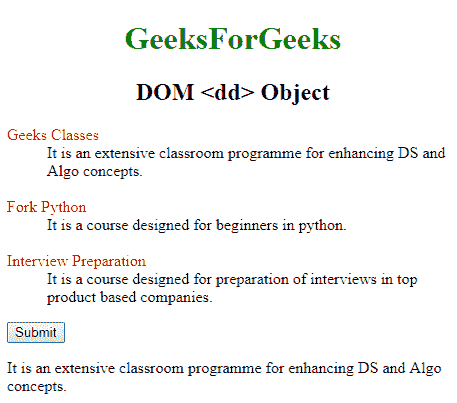 GeeksForGeeks
DOM <dd> Object
Geeks Classes
It is an extensive classroom programme for enhancing DS and
Algo concepts.
Fork Python
It is a course designed for beginners in python.
Interview Preparation
It is a course designed for preparation of interviews in top
product based companies.
Submit
It is an extensive classroom programme for enhancing DS and Algo
concepts.